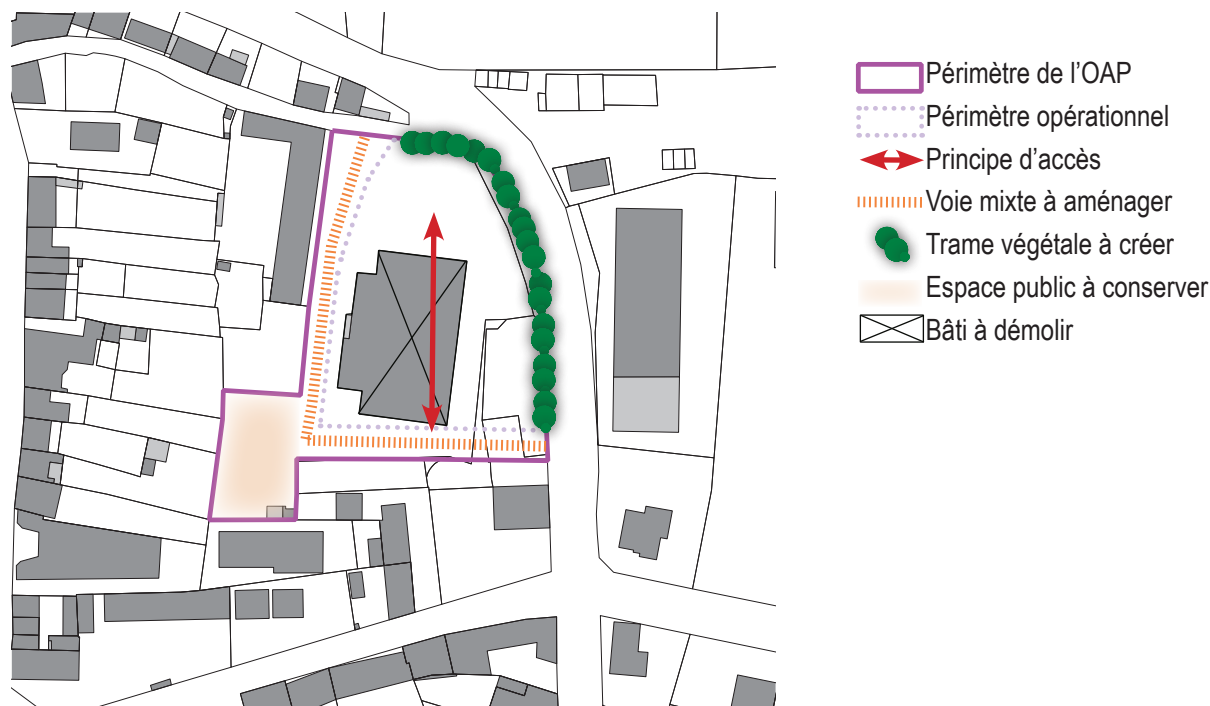 Périmètre de l’OAP
Périmètre opérationnel
Principe d’accès
Voie mixte à aménager
Trame végétale à créer
Espace public à conserver
Bâti à démolir